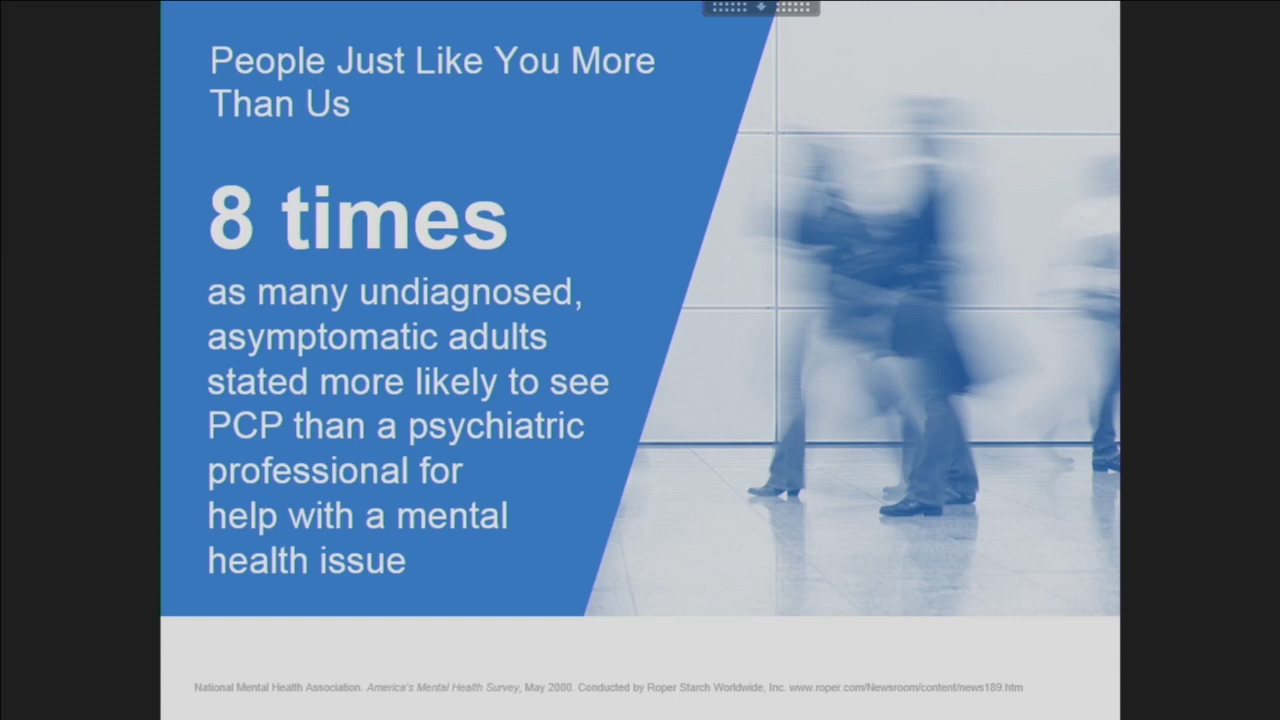 People Just Like You More
Than Us
8 times
as many undiagnosed,
asymptomatic adults
stated more likely to see
PCP than a psychiatric
professional for
help with a mental
health issue
National Mental Health Association. America's Mental Health Survey, May 2000. Conducted by Roper Starch Worldwide, Inc. www.roper.com/Newsroom/content/news189.htm